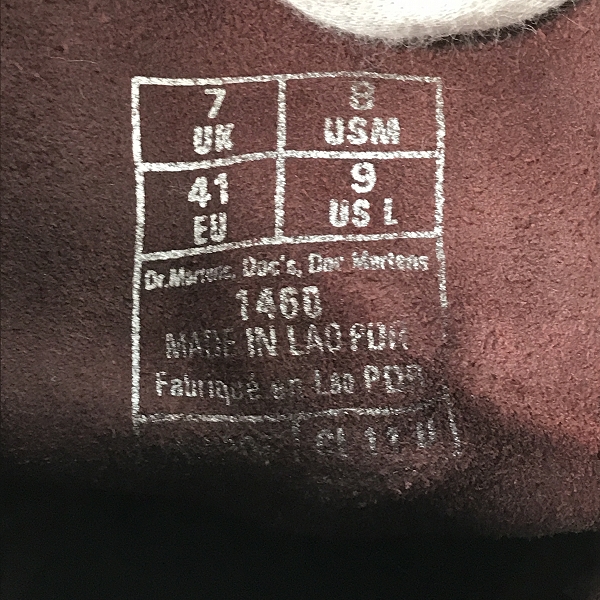 7 UK
8 USM
41 EU
9 US L
Dr.Martens, Doc's, Doc Martens
1460
MADE IN LAO PDR
Fabriqué en Lao PDR